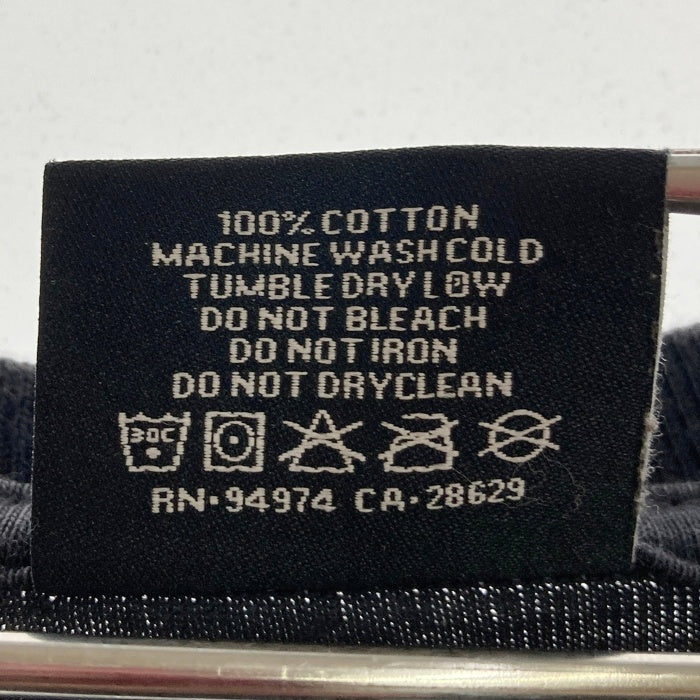 100% COTTON
MACHINE WASH COLD
TUMBLE DRY LOW
DO NOT BLEACH
DO NOT IRON
DO NOT DRYCLEAN
30C
RN·94974 CA·28629